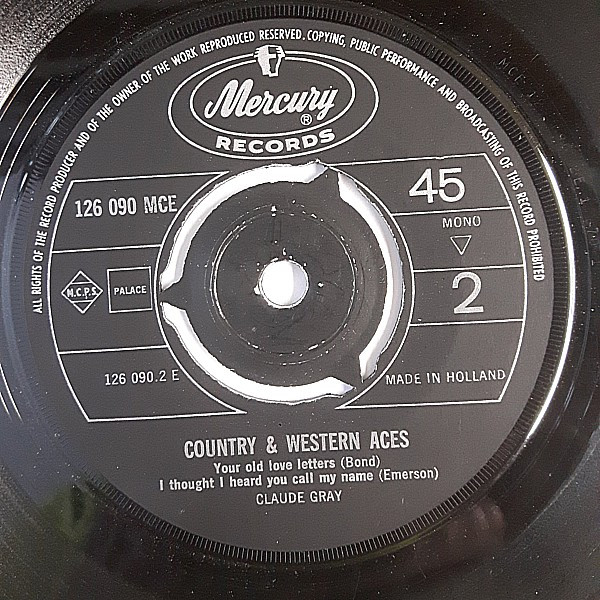 ALL RIGHTS OF THE RECORD PRODUCER AND OF THE OWNER OF THE WORK REPRODUCED RESERVED. COPYING, PUBLIC PERFORMANCE AND BROADCASTING OF THIS RECORD PROHIBITED
Mercury ®
RECORDS
126 090 MCE
45
MONO
N.C.P.S.
PALACE
2
126 090.2 E
MADE IN HOLLAND
COUNTRY & WESTERN ACES
Your old love letters (Bond)
I thought I heard you call my name (Emerson)
CLAUDE GRAY